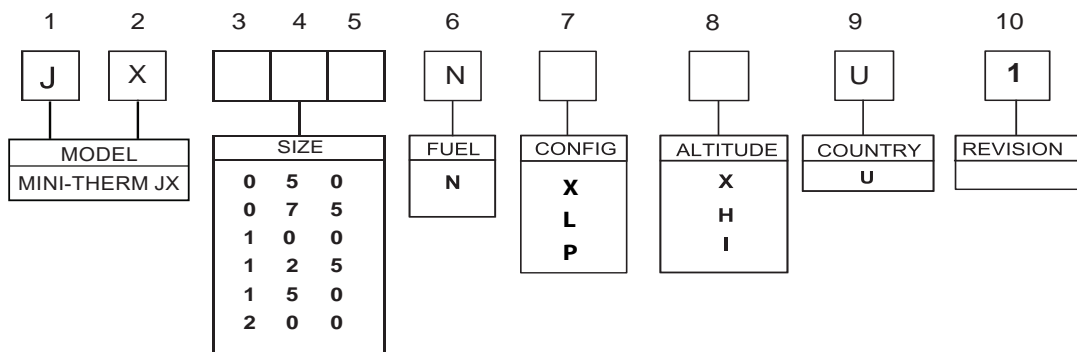 1 2 3 4 5 6 7 8 9 10
J X N U 1
MODEL SIZE FUEL CONFIG ALTITUDE COUNTRY REVISION
MINI-THERM JX N U
0 5 0 X X
0 7 5 L H
1 0 0 P I
1 2 5
1 5 0
2 0 0